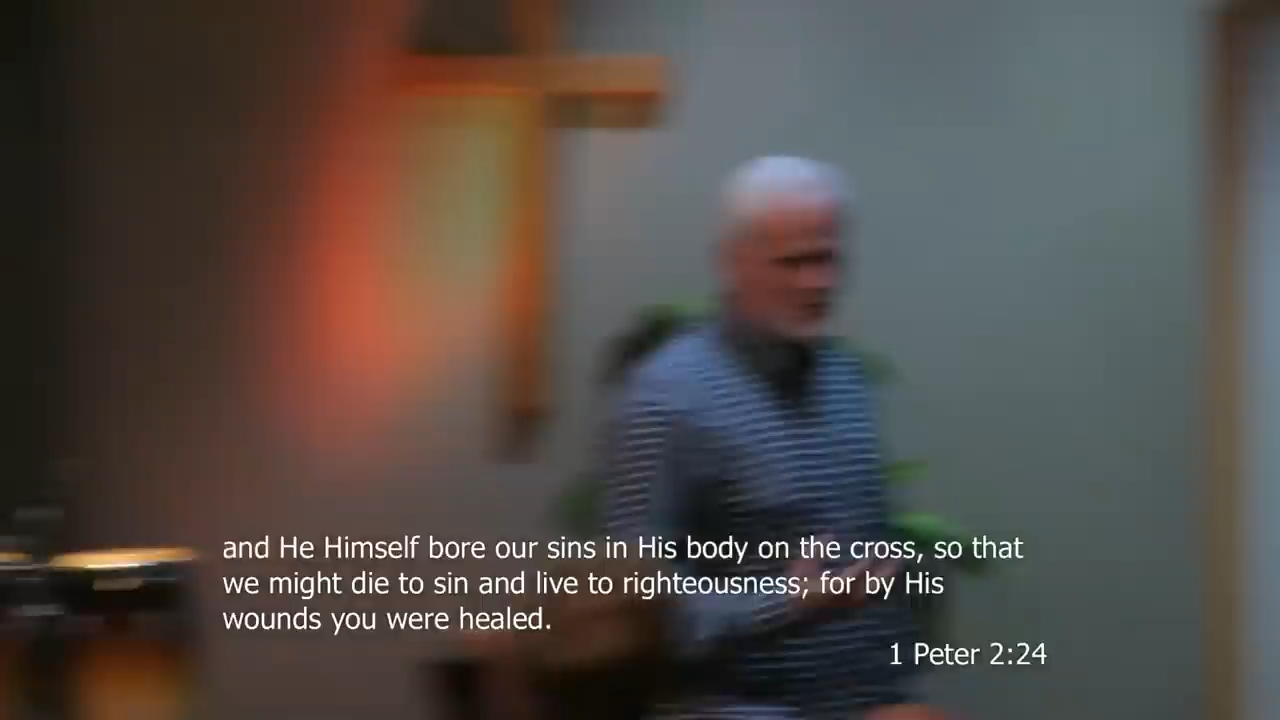 and He Himself bore our sins in His body on the cross, so that
we might die to sin and live to righteousness; for by His
wounds you were healed.
1 Peter 2:24